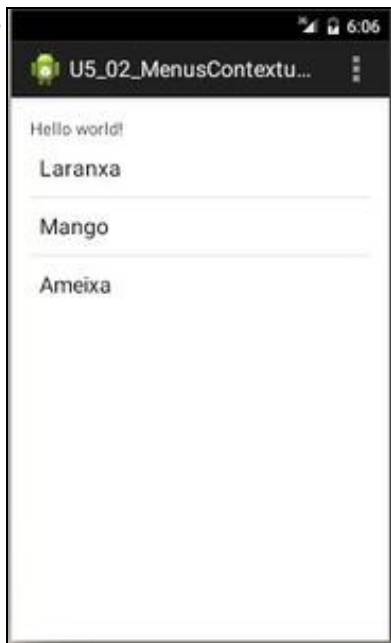 6:06
U5_02_MenusContextu...
Hello world!
Laranxa
Mango
Ameixa